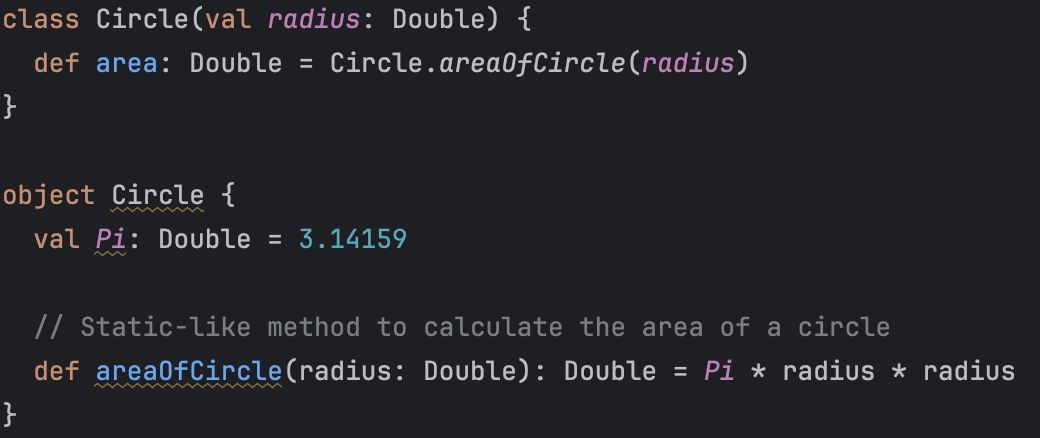 class Circle(val radius: Double) {
  def area: Double = Circle.areaOfCircle(radius)
}
object Circle {
  val Pi: Double = 3.14159
  // Static-like method to calculate the area of a circle
  def areaOfCircle(radius: Double): Double = Pi * radius * radius
}